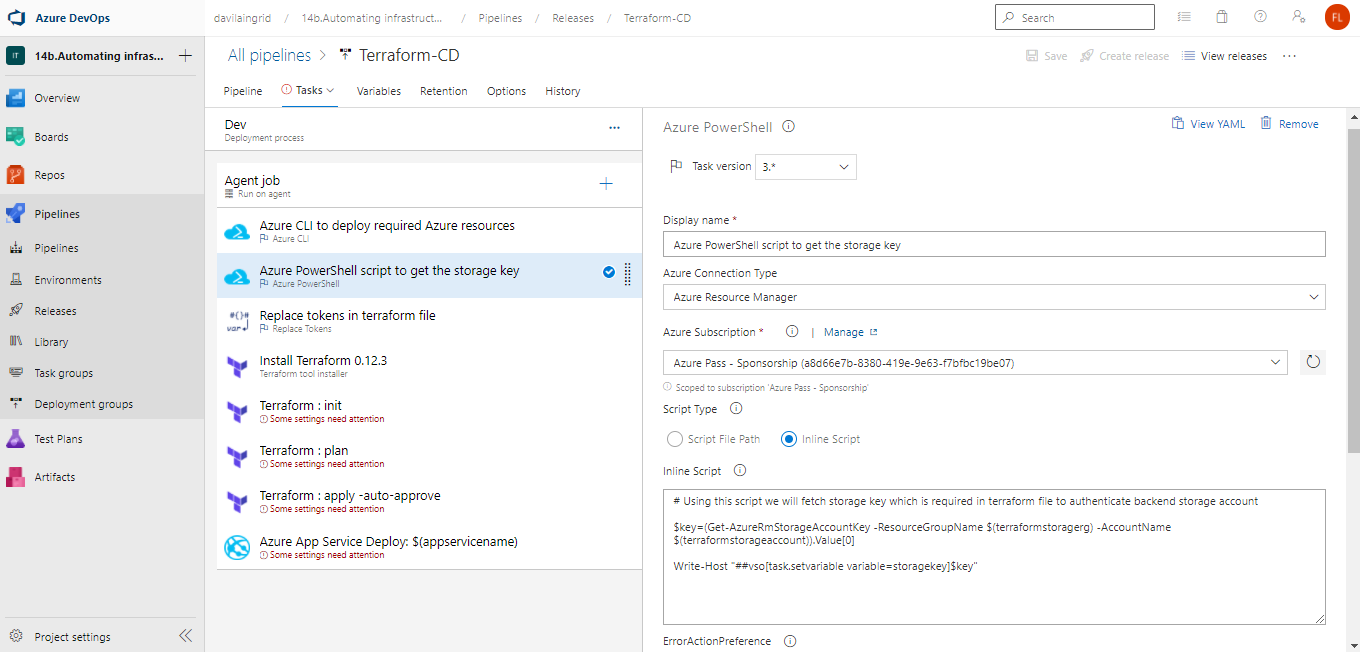 Azure DevOps
davilaingrid / 14b.Automating infrastruct... / Pipelines / Releases / Terraform-CD
Search
FL
IT
14b.Automating infras...
Overview
Boards
Repos
Pipelines
Pipelines
Environments
Releases
Library
Task groups
Deployment groups
Test Plans
Artifacts
Project settings
All pipelines > Terraform-CD
Save
Create release
View releases
...
Pipeline
Tasks
Variables
Retention
Options
History
Dev
Deployment process
...
Agent job
Run on agent
Azure CLI to deploy required Azure resources
Azure CLI
Azure PowerShell script to get the storage key
Azure PowerShell
Replace tokens in terraform file
Replace Tokens
Install Terraform 0.12.3
Terraform tool installer
Terraform : init
Some settings need attention
Terraform : plan
Some settings need attention
Terraform : apply -auto-approve
Some settings need attention
Azure App Service Deploy: $(appservicename)
Some settings need attention
Azure PowerShell
View YAML
Remove
Task version 3.*
Display name *
Azure PowerShell script to get the storage key
Azure Connection Type
Azure Resource Manager
Azure Subscription * | Manage
Azure Pass - Sponsorship (a8d66e7b-8380-419e-9e63-f7bfbc19be07)
Scoped to subscription 'Azure Pass - Sponsorship'
Script Type
Script File Path
Inline Script
Inline Script
# Using this script we will fetch storage key which is required in terraform file to authenticate backend storage account
$key=(Get-AzureRmStorageAccountKey -ResourceGroupName $(terraformstoragerg) -AccountName
$(terraformstorageaccount)).Value[0]
Write-Host "##vso[task.setvariable variable=storagekey]$key"
ErrorActionPreference